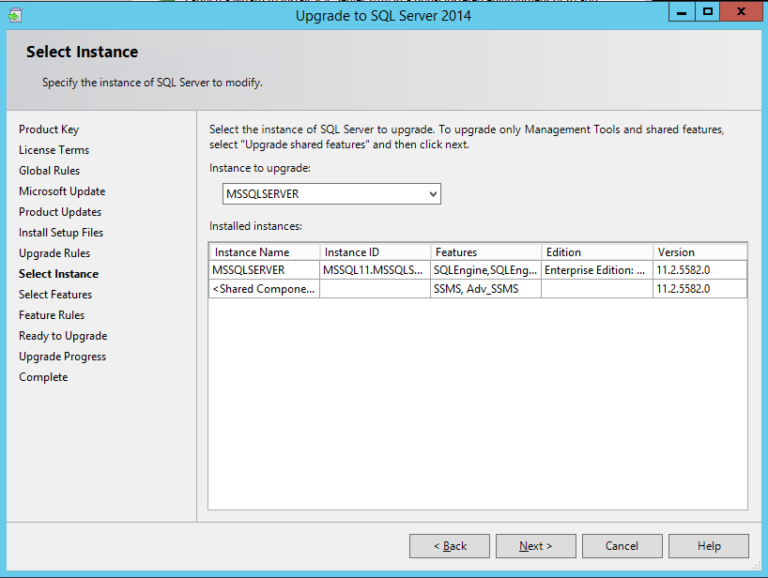 Upgrade to SQL Server 2014
Select Instance
Specify the instance of SQL Server to modify.
Product Key
License Terms
Global Rules
Microsoft Update
Product Updates
Install Setup Files
Upgrade Rules
Select Instance
Select Features
Feature Rules
Ready to Upgrade
Upgrade Progress
Complete
Select the instance of SQL Server to upgrade. To upgrade only Management Tools and shared features,
select "Upgrade shared features" and then click next.
Instance to upgrade:
MSSQLSERVER
Installed instances:
Instance Name Instance ID Features Edition Version
MSSQLSERVER MSSQL11.MSSQLS... SQLEngine,SQLEng... Enterprise Edition: ... 11.2.5582.0
<Shared Compone... SSMS, Adv_SSMS 11.2.5582.0
< Back Next > Cancel Help